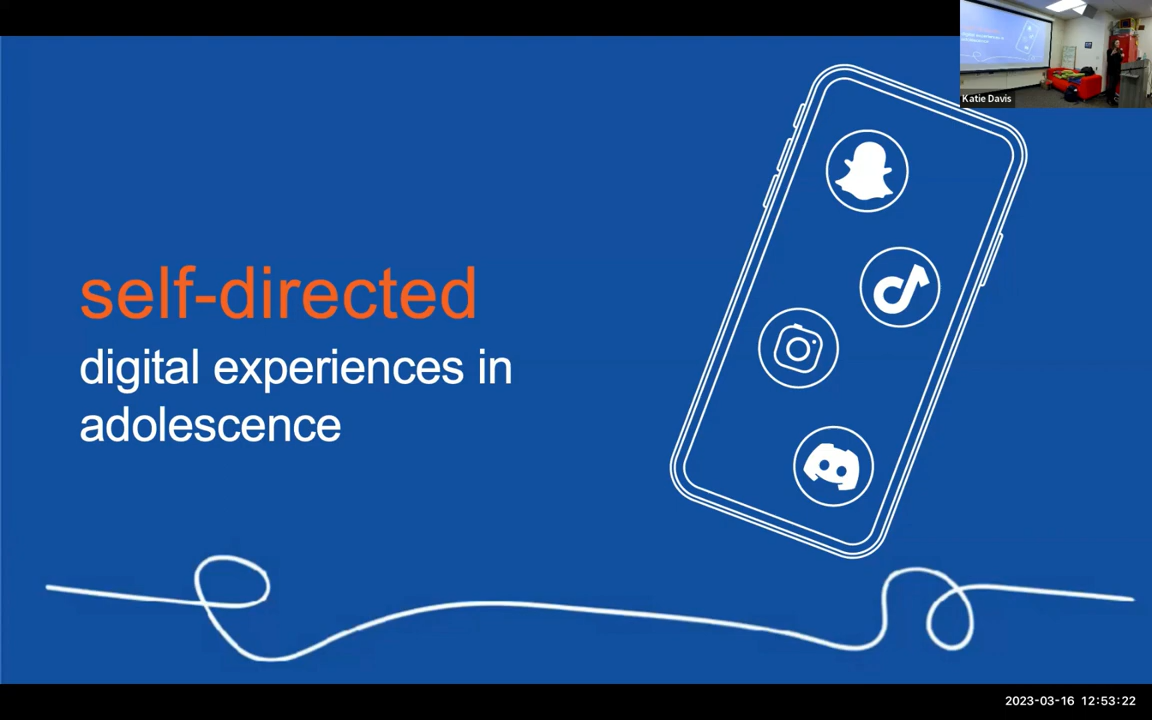 Katie Davis
self-directed
digital experiences in
adolescence
2023-03-16 12:53:22